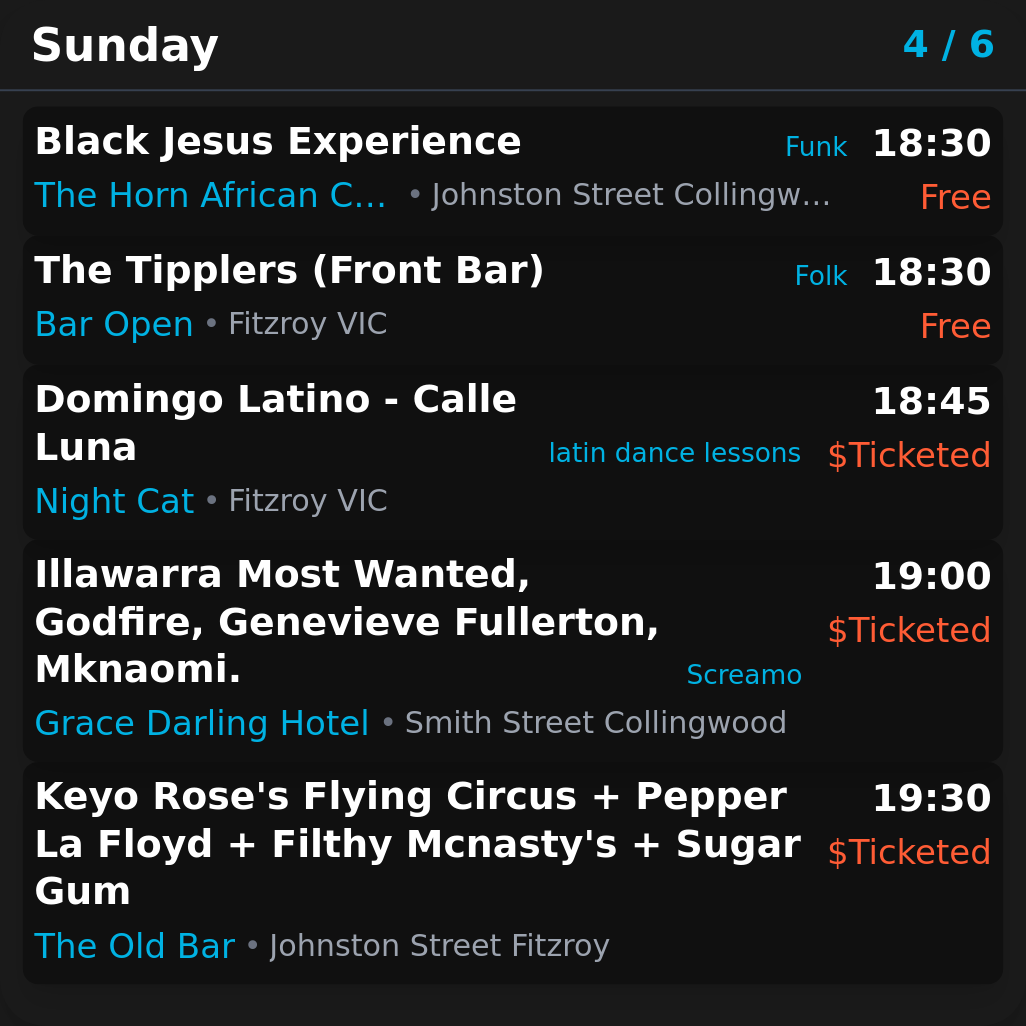 Sunday 4 / 6
Black Jesus Experience Funk 18:30
The Horn African C... • Johnston Street Collingw... Free
The Tipplers (Front Bar) Folk 18:30
Bar Open • Fitzroy VIC Free
Domingo Latino - Calle 18:45
Luna latin dance lessons $Ticketed
Night Cat • Fitzroy VIC
Illawarra Most Wanted, 19:00
Godfire, Genevieve Fullerton, $Ticketed
Mknaomi. Screamo
Grace Darling Hotel • Smith Street Collingwood
Keyo Rose's Flying Circus + Pepper 19:30
La Floyd + Filthy Mcnasty's + Sugar $Ticketed
Gum
The Old Bar • Johnston Street Fitzroy